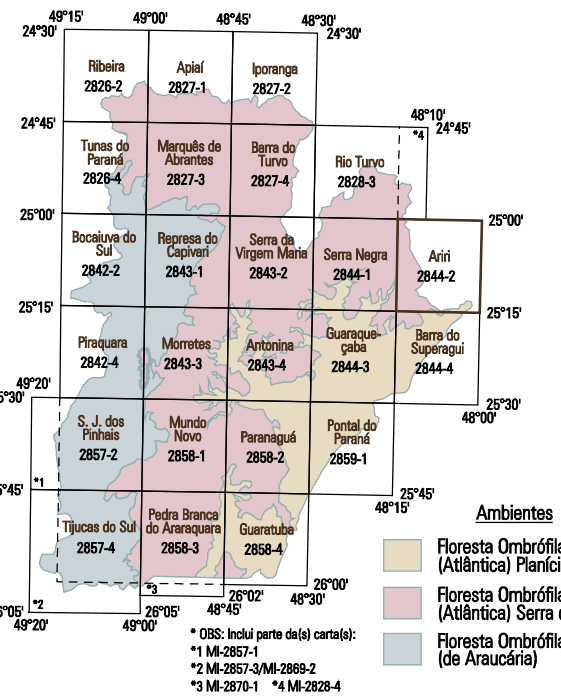 49°15' 49°00' 48°45' 48°30'
24°30' 24°30'
Ribeira
2826-2
Apiaí
2827-1
Iporanga
2827-2
48°10'
24°45' *4 24°45'
Tunas do
Paraná
2826-4
Marquês de
Abrantes
2827-3
Barra do
Turvo
2827-4
Rio Turvo
2828-3
25°00' 25°00'
Bocaiuva do
Sul
2842-2
Represa do
Capivari
2843-1
Serra da
Virgem Maria
2843-2
Serra Negra
2844-1
Ariri
2844-2
25°15' 25°15'
Piraquara
2842-4
Morretes
2843-3
Antonina
2843-4
Guaraque-
çaba
2844-3
Barra do
Superagui
2844-4
49°20'
5°30' 25°30'
48°00'
S. J. dos
Pinhais
2857-2
Mundo
Novo
2858-1
Paranaguá
2858-2
Pontal do
Paraná
2859-1
5°45' *1 25°45'
48°15'
Tijucas do Sul
2857-4
Pedra Branca
do Araraquara
2858-3
Guaratuba
2858-4
*3 26°02' 26°00'
6°05' *2 26°05' 48°45' 48°30'
49°20' 49°00'
Ambientes
Floresta Ombrófila
(Atlântica) Planíci
Floresta Ombrófila
(Atlântica) Serra d
Floresta Ombrófila
(de Araucária)
* OBS: Inclui parte da(s) carta(s):
*1 MI-2857-1
*2 MI-2857-3/MI-2869-2
*3 MI-2870-1 *4 MI-2828-4